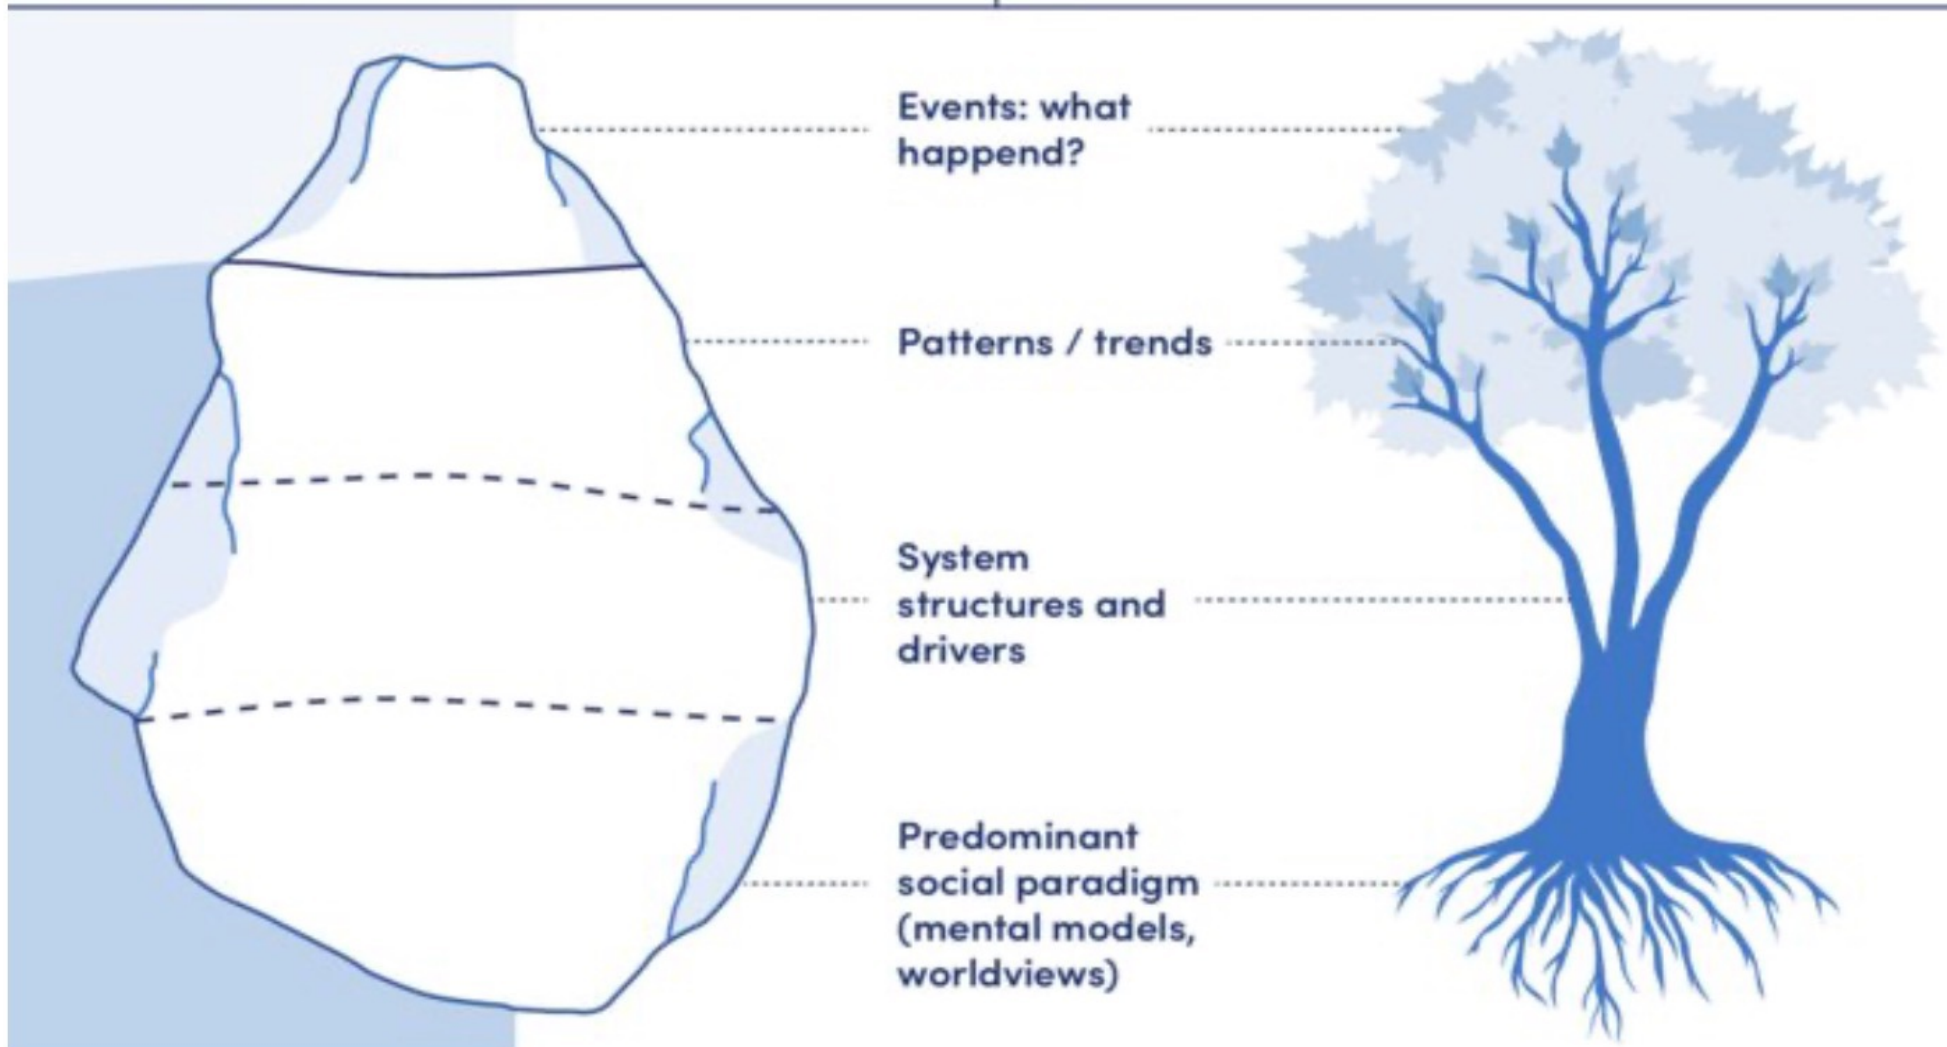 Events: what
happend?
Patterns / trends
System
structures and
drivers
Predominant
social paradigm
(mental models,
worldviews)